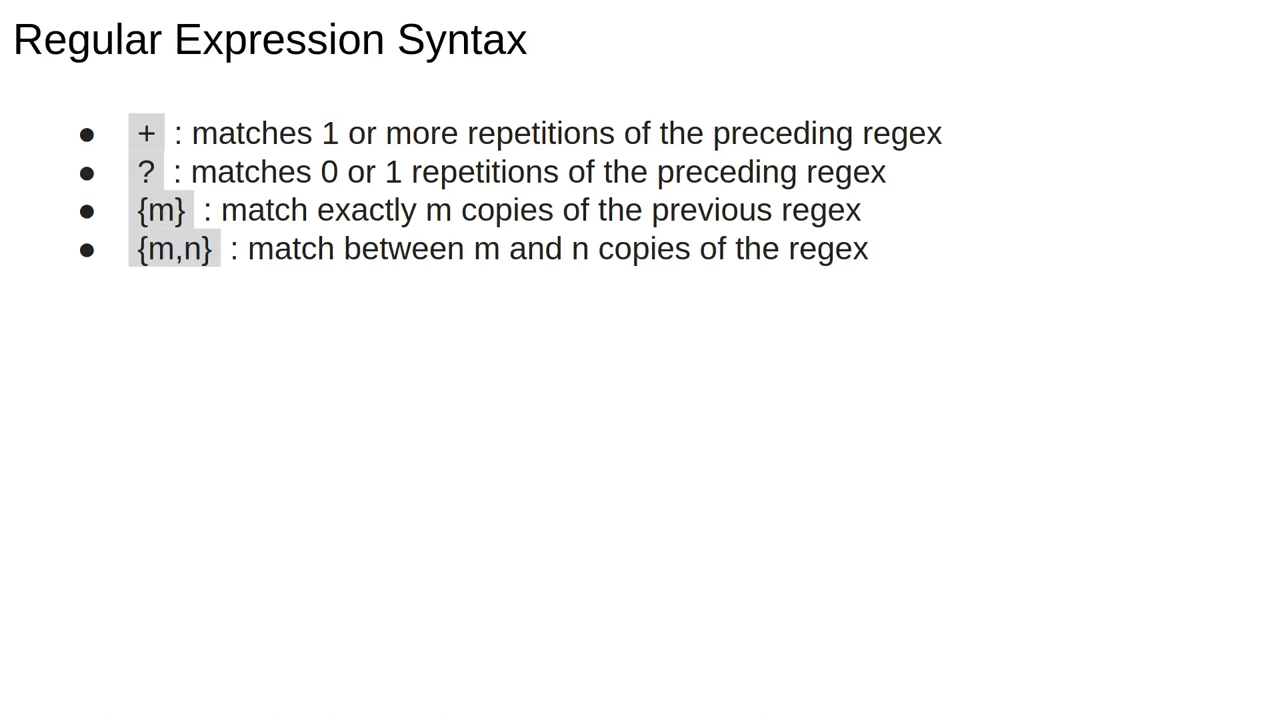 Regular Expression Syntax
● + : matches 1 or more repetitions of the preceding regex
● ? : matches 0 or 1 repetitions of the preceding regex
● {m} : match exactly m copies of the previous regex
● {m,n} : match between m and n copies of the regex